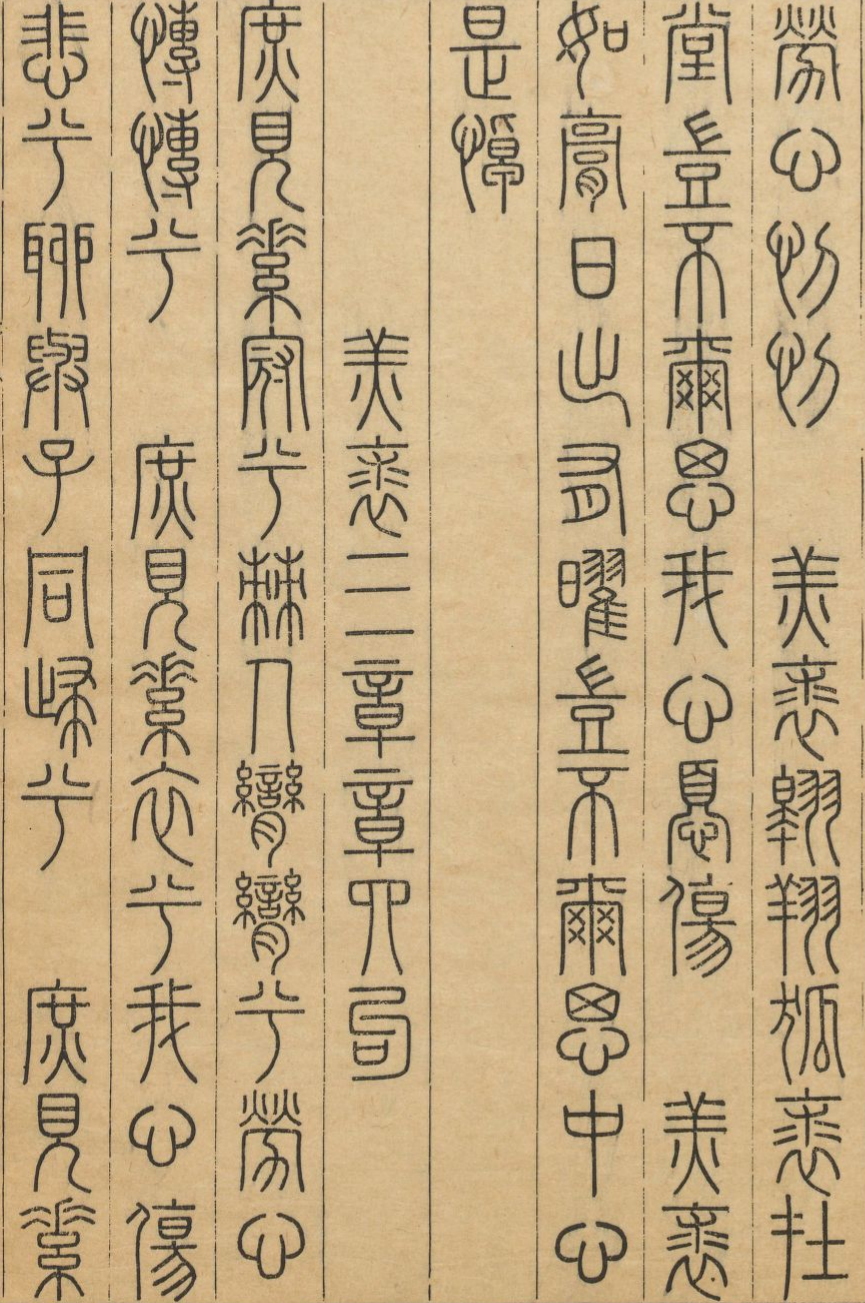 勞心忉忉 羔裘翱翔狐裘在
堂豈不爾思我心𢝊傷 羔裘
如膏日出有曜豈不爾思中心
是悼
羔裘三章章四句
庶見素冠兮棘人臠臠兮勞心
慱慱兮 庶見素衣兮我心傷
悲兮聊與子同歸兮 庶見素